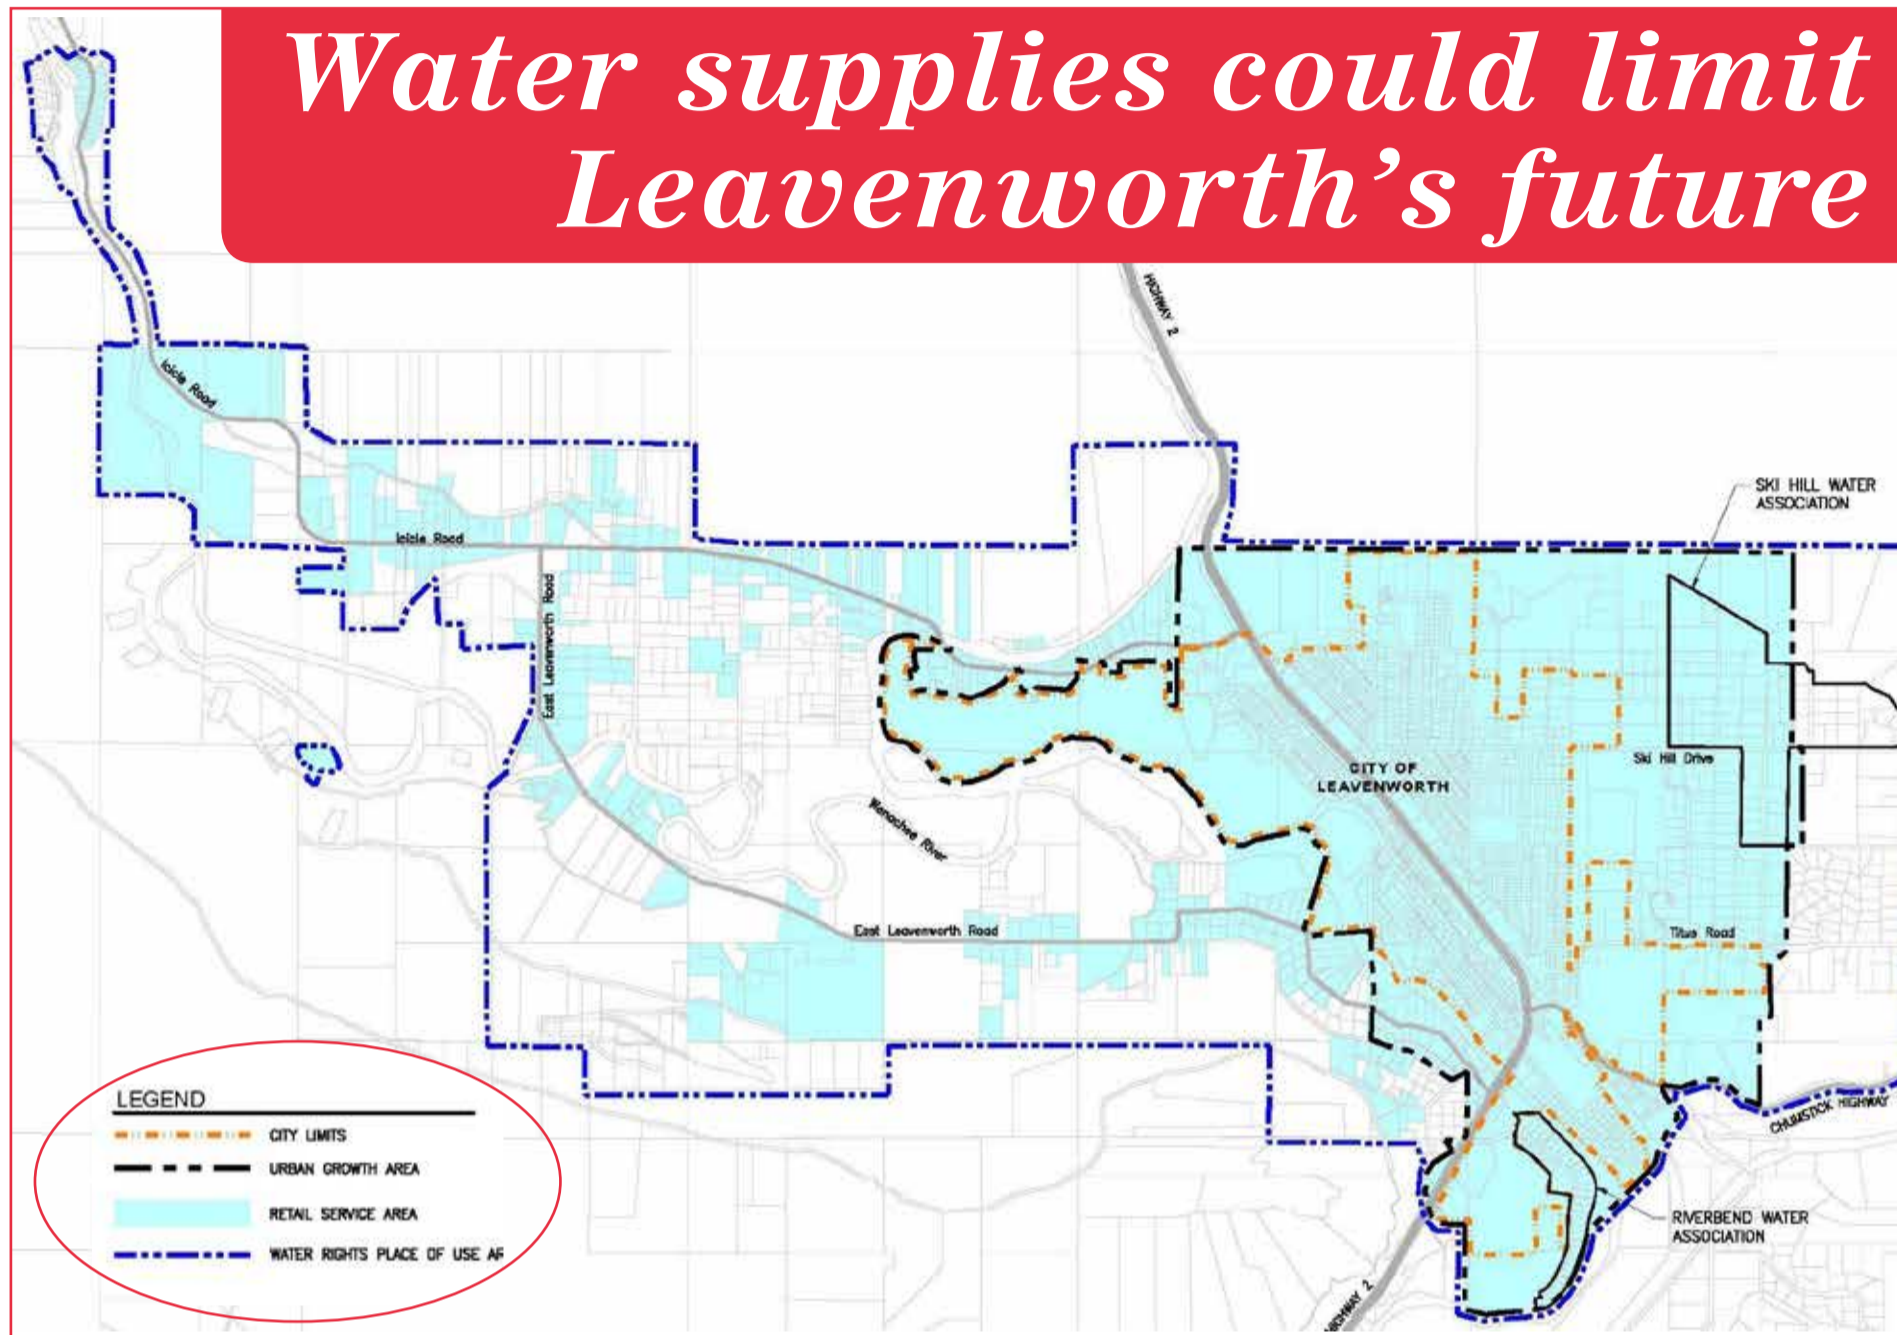 Water supplies could limit
Leavenworth’s future
HIGHWAY 2
Icicle Road
SKI HILL WATER
ASSOCIATION
Icicle Road
East Leavenworth Road
Ski Hill Drive
CITY OF
LEAVENWORTH
Wenachee River
East Leavenworth Road
Titus Road
LEGEND
CITY LIMITS
URBAN GROWTH AREA
RETAIL SERVICE AREA
WATER RIGHTS PLACE OF USE AR
CHUMSTICK HIGHWAY
RIVERBEND WATER
ASSOCIATION
HIGHWAY 2